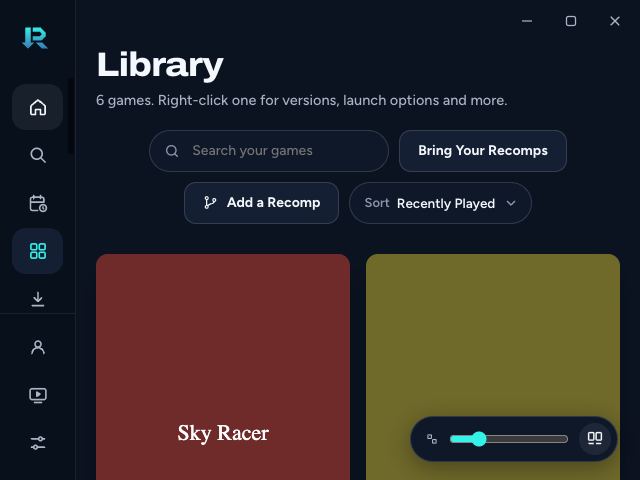 Library
6 games. Right-click one for versions, launch options and more.
Search your games
Bring Your Recomps
Add a Recomp
Sort Recently Played
Sky Racer